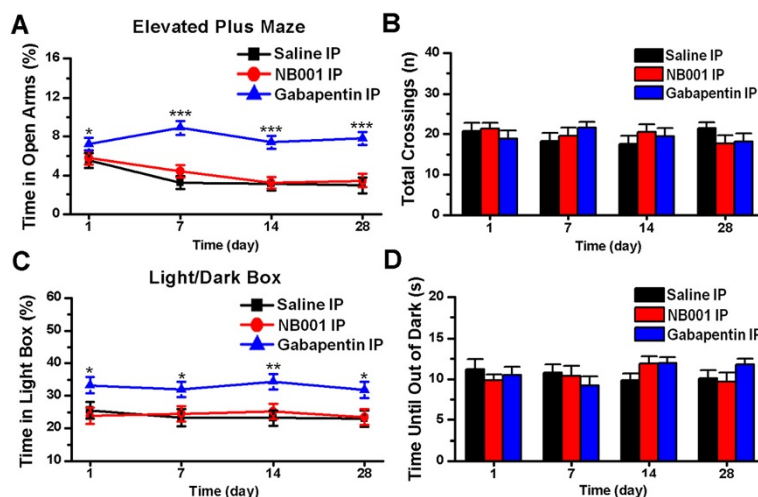 A
Elevated Plus Maze
Saline IP
NB001 IP
Gabapentin IP
Time in Open Arms (%)
16
12
8
4
0
*
***
***
***
1
7
14
28
Time (day)
B
Saline IP
NB001 IP
Gabapentin IP
Total Crossings (n)
40
30
20
10
0
1
7
14
28
Time (day)
C
Light/Dark Box
Saline IP
NB001 IP
Gabapentin IP
Time in Light Box (%)
60
50
40
30
20
10
*
*
**
*
1
7
14
28
Time (day)
D
Saline IP
NB001 IP
Gabapentin IP
Time Until Out of Dark (s)
20
15
10
5
0
1
7
14
28
Time (day)